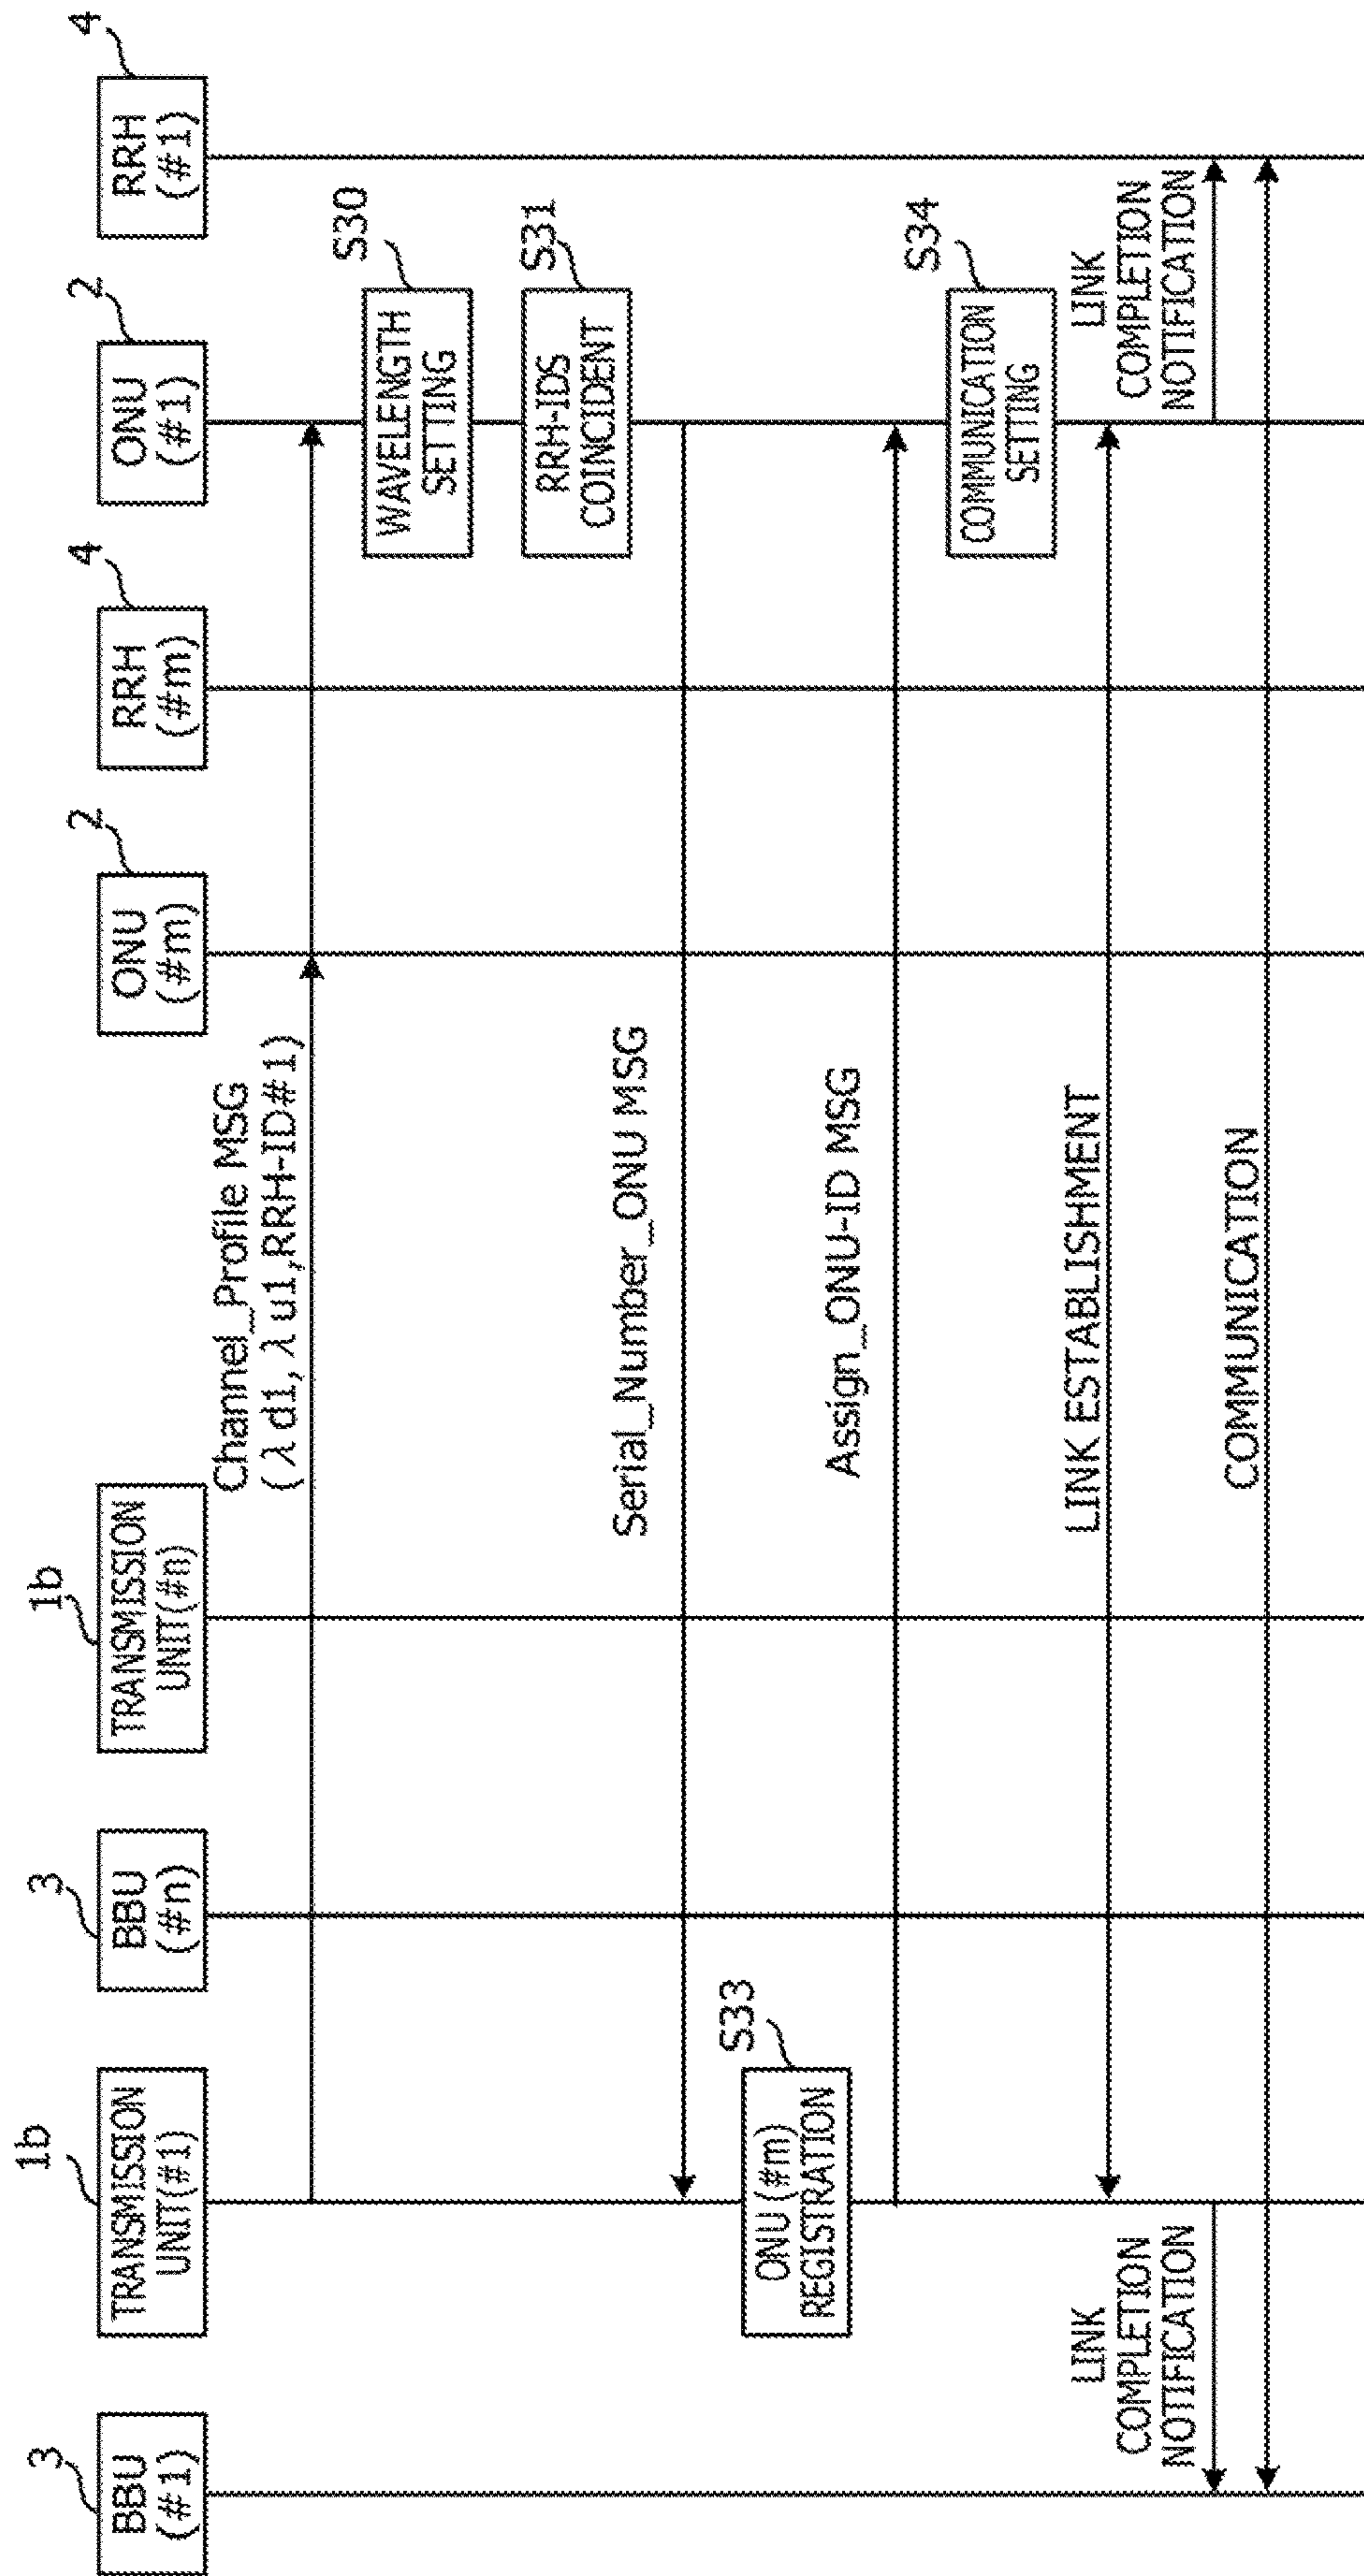 3
BBU
(#1)
1b
TRANSMISSION
UNIT(#1)
3
BBU
(#n)
1b
TRANSMISSION
UNIT(#n)
2
ONU
(#m)
4
RRH
(#m)
2
ONU
(#1)
4
RRH
(#1)
Channel_Profile MSG
(λd1,λu1,RRH-ID#1)
S30
WAVELENGTH
SETTING
S31
RRH-IDS
COINCIDENT
Serial_Number_ONU MSG
S33
ONU(#m)
REGISTRATION
Assign_ONU-ID MSG
S34
COMMUNICATION
SETTING
LINK ESTABLISHMENT
LINK
COMPLETION
NOTIFICATION
LINK
COMPLETION
NOTIFICATION
COMMUNICATION